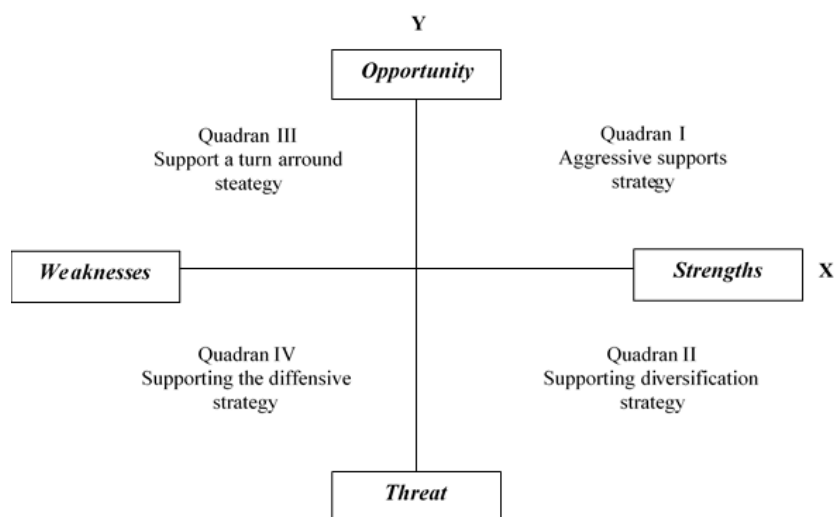 Y
Opportunity
Quadran III
Support a turn arround
steategy
Quadran I
Aggressive supports
strategy
Weaknesses
Strengths
X
Quadran IV
Supporting the diffensive
strategy
Quadran II
Supporting diversification
strategy
Threat